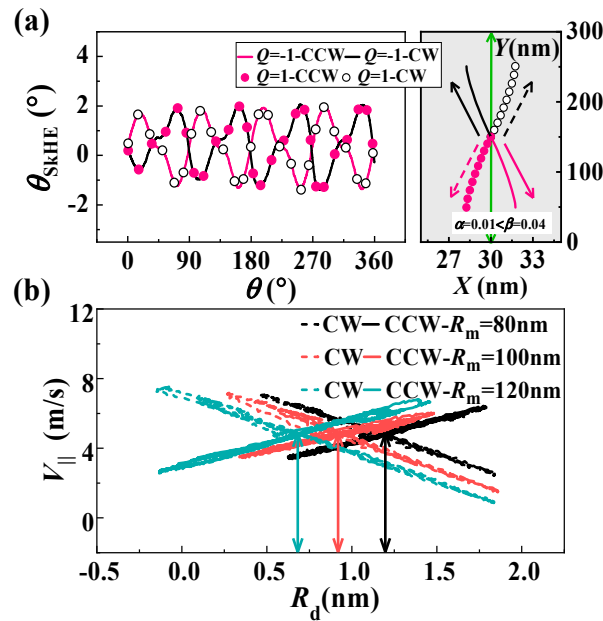 (a)
4
2
0
-2
θSkHE (°)
Q=-1-CCW Q=-1-CW
Q=1-CCW Q=1-CW
0 90 180 270 360
θ (°)
Y(nm)
300
200
100
0
α=0.01<β=0.04
28 30 33
X (nm)
(b)
12
8
4
0
V|| (m/s)
CW CCW-Rm=80nm
CW CCW-Rm=100nm
CW CCW-Rm=120nm
-0.5 0.0 0.5 1.0 1.5 2.0
Rd(nm)